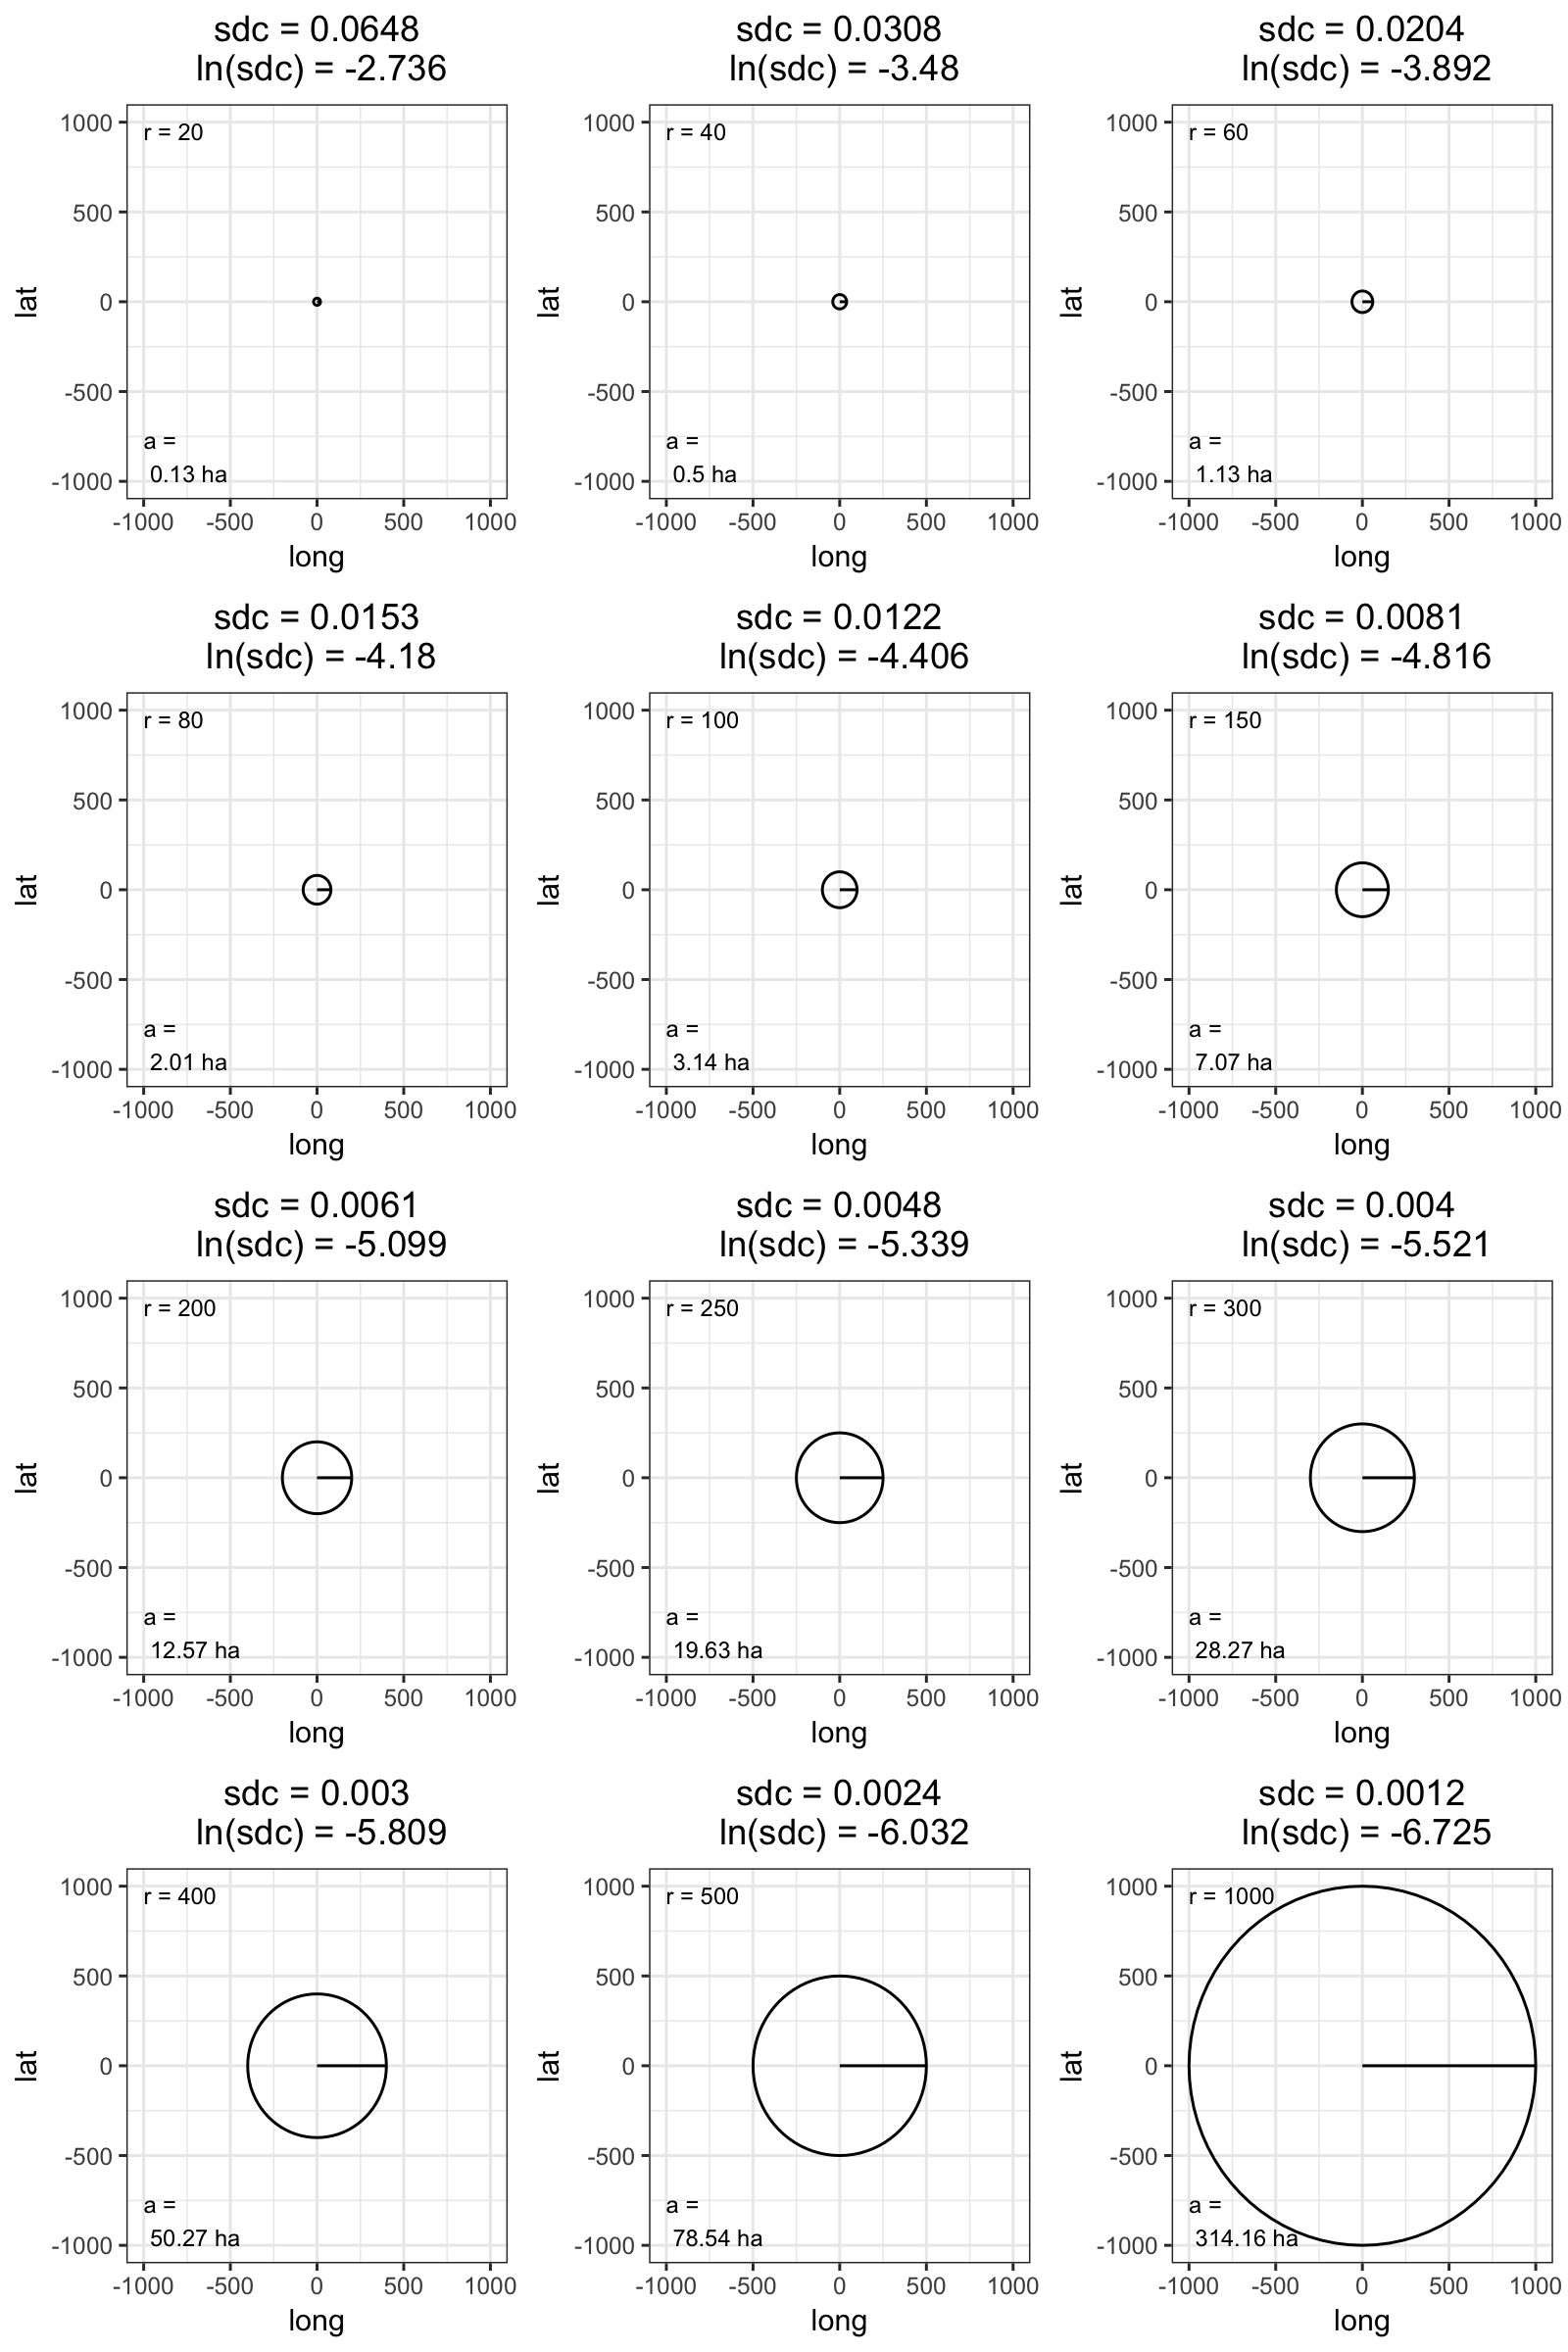 sdc = 0.0648
ln(sdc) = -2.736
r = 20
1000
500
0
-500
-1000
lat
a =
0.13 ha
-1000 -500 0 500 1000
long
sdc = 0.0308
ln(sdc) = -3.48
r = 40
1000
500
0
-500
-1000
lat
a =
0.5 ha
-1000 -500 0 500 1000
long
sdc = 0.0204
ln(sdc) = -3.892
r = 60
1000
500
0
-500
-1000
lat
a =
1.13 ha
-1000 -500 0 500 1000
long
sdc = 0.0153
ln(sdc) = -4.18
r = 80
1000
500
0
-500
-1000
lat
a =
2.01 ha
-1000 -500 0 500 1000
long
sdc = 0.0122
ln(sdc) = -4.406
r = 100
1000
500
0
-500
-1000
lat
a =
3.14 ha
-1000 -500 0 500 1000
long
sdc = 0.0081
ln(sdc) = -4.816
r = 150
1000
500
0
-500
-1000
lat
a =
7.07 ha
-1000 -500 0 500 1000
long
sdc = 0.0061
ln(sdc) = -5.099
r = 200
1000
500
0
-500
-1000
lat
a =
12.57 ha
-1000 -500 0 500 1000
long
sdc = 0.0048
ln(sdc) = -5.339
r = 250
1000
500
0
-500
-1000
lat
a =
19.63 ha
-1000 -500 0 500 1000
long
sdc = 0.004
ln(sdc) = -5.521
r = 300
1000
500
0
-500
-1000
lat
a =
28.27 ha
-1000 -500 0 500 1000
long
sdc = 0.003
ln(sdc) = -5.809
r = 400
1000
500
0
-500
-1000
lat
a =
50.27 ha
-1000 -500 0 500 1000
long
sdc = 0.0024
ln(sdc) = -6.032
r = 500
1000
500
0
-500
-1000
lat
a =
78.54 ha
-1000 -500 0 500 1000
long
sdc = 0.0012
ln(sdc) = -6.725
r = 1000
1000
500
0
-500
-1000
lat
a =
314.16 ha
-1000 -500 0 500 1000
long